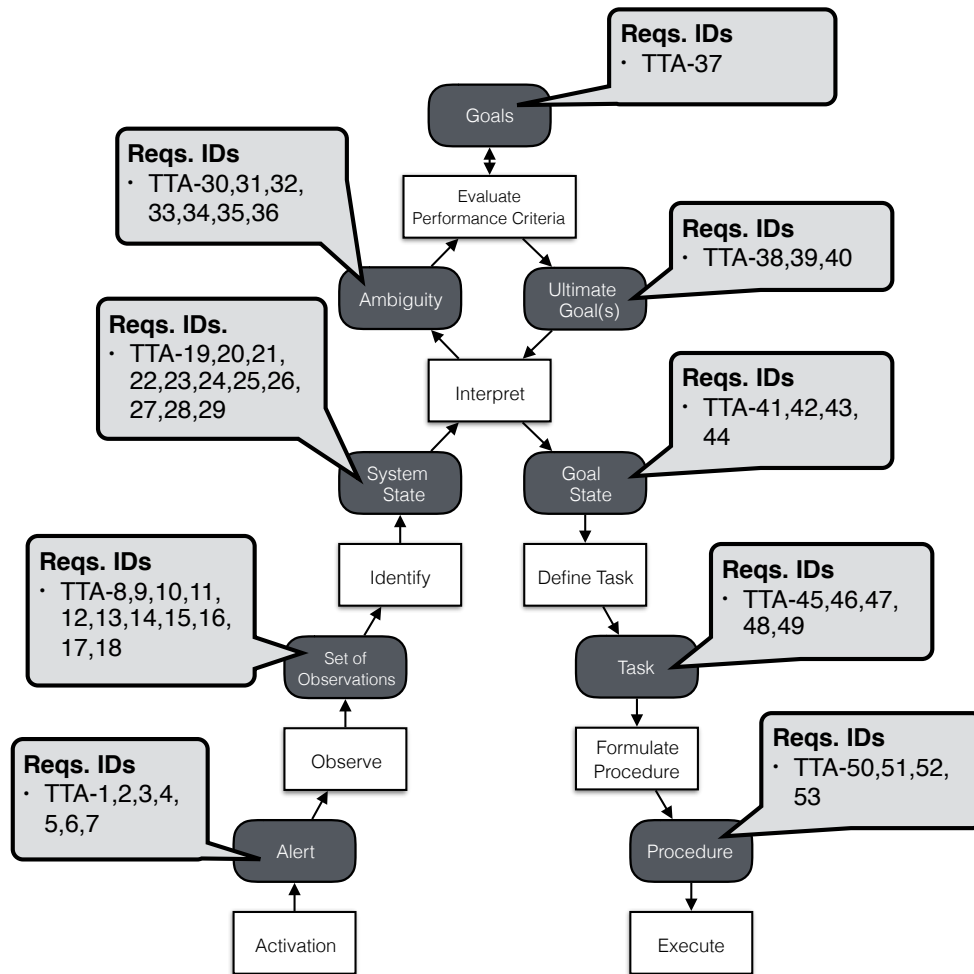 Reqs. IDs
· TTA-37
Goals
Reqs. IDs
· TTA-30,31,32,
33,34,35,36
Evaluate
Performance Criteria
Reqs. IDs
· TTA-38,39,40
Ambiguity
Ultimate
Goal(s)
Reqs. IDs.
· TTA-19,20,21,
22,23,24,25,26,
27,28,29
Interpret
Reqs. IDs
· TTA-41,42,43,
44
System
State
Goal
State
Reqs. IDs
· TTA-8,9,10,11,
12,13,14,15,16,
17,18
Identify
Define Task
Reqs. IDs
· TTA-45,46,47,
48,49
Set of
Observations
Task
Reqs. IDs
· TTA-1,2,3,4,
5,6,7
Observe
Formulate
Procedure
Reqs. IDs
· TTA-50,51,52,
53
Alert
Procedure
Activation
Execute